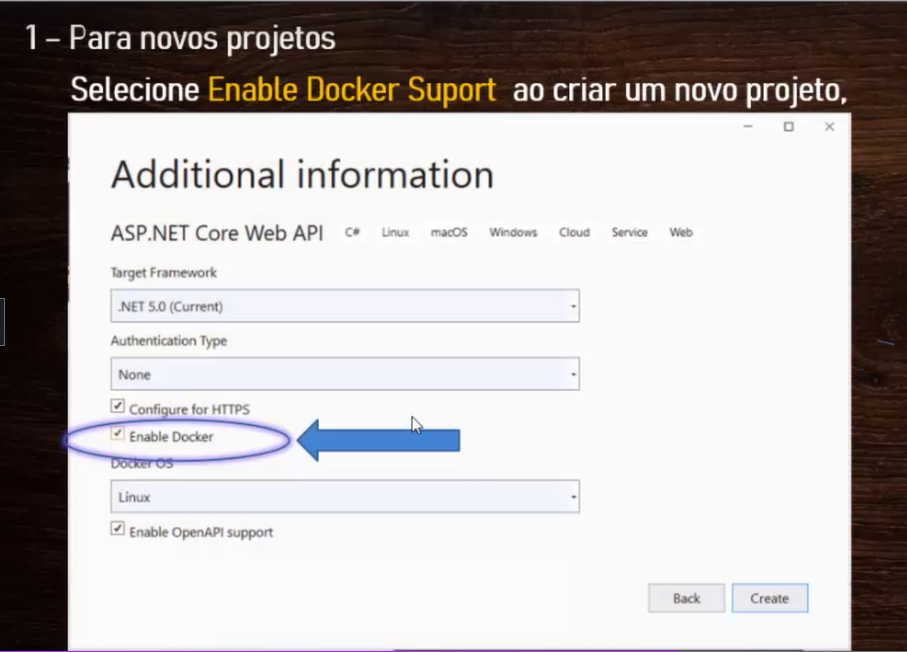 1 – Para novos projetos
Selecione Enable Docker Suport ao criar um novo projeto,
Additional information
ASP.NET Core Web API C# Linux macOS Windows Cloud Service Web
Target Framework
.NET 5.0 (Current)
Authentication Type
None
Configure for HTTPS
Enable Docker
Docker OS
Linux
Enable OpenAPI support
Back Create